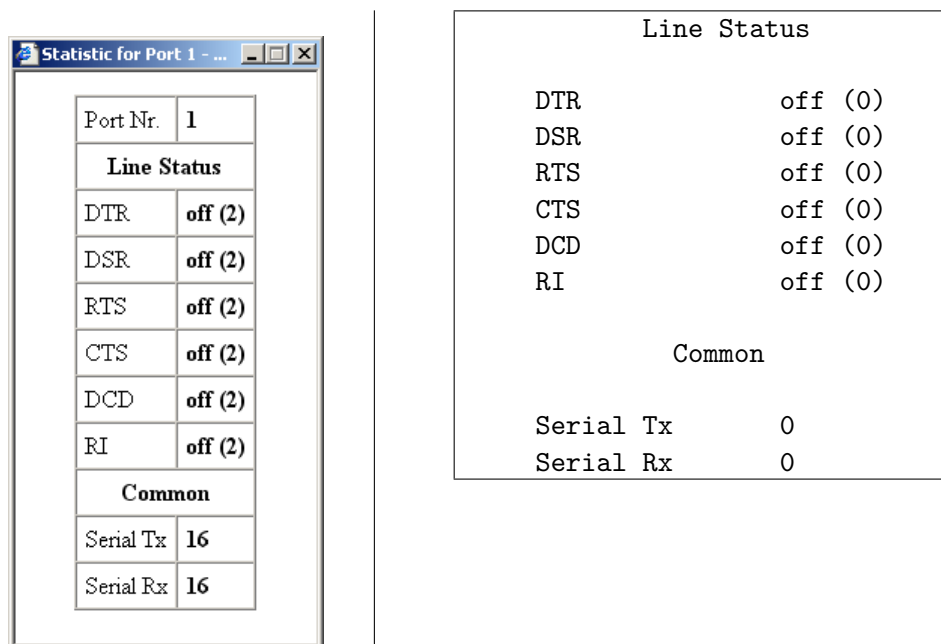 Statistic for Port 1 - ...
Port Nr. 1
Line Status
DTR off (2)
DSR off (2)
RTS off (2)
CTS off (2)
DCD off (2)
RI off (2)
Common
Serial Tx 16
Serial Rx 16
Line Status
DTR off (0)
DSR off (0)
RTS off (0)
CTS off (0)
DCD off (0)
RI off (0)
Common
Serial Tx 0
Serial Rx 0